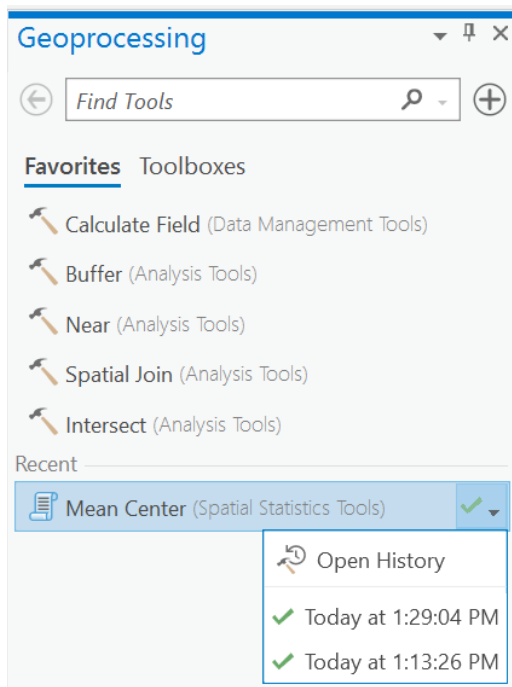 Geoprocessing
Find Tools
Favorites Toolboxes
Calculate Field (Data Management Tools)
Buffer (Analysis Tools)
Near (Analysis Tools)
Spatial Join (Analysis Tools)
Intersect (Analysis Tools)
Recent
Mean Center (Spatial Statistics Tools)
Open History
Today at 1:29:04 PM
Today at 1:13:26 PM